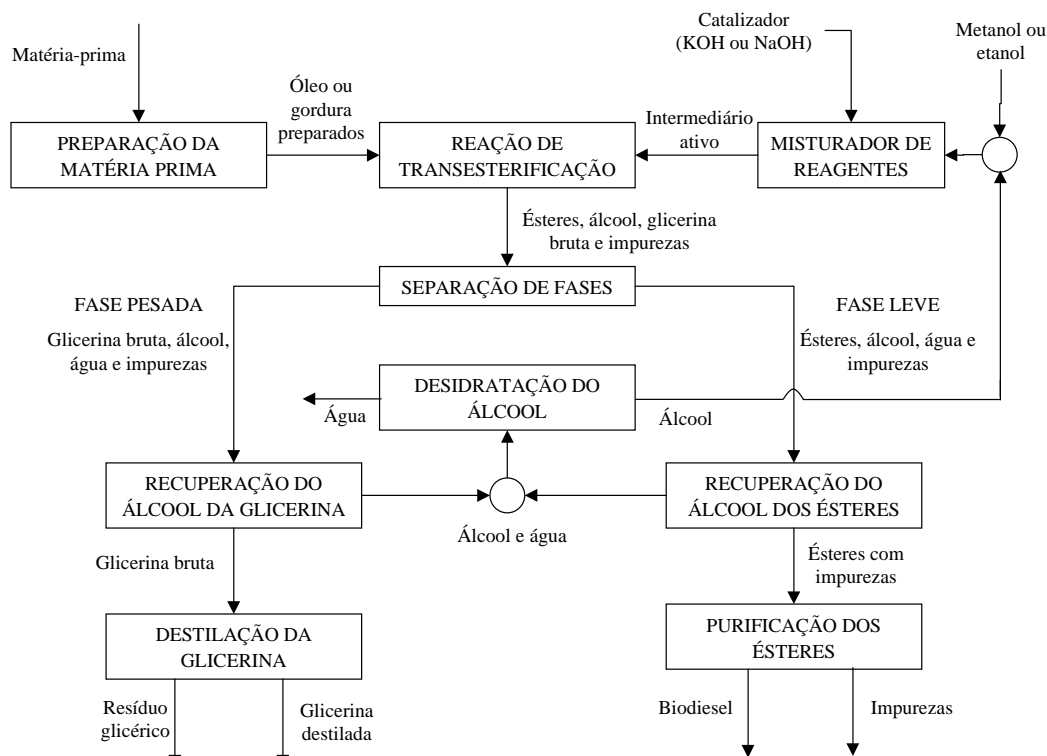 Matéria-prima
Catalizador
(KOH ou NaOH)
Metanol ou
etanol
Óleo ou
gordura
preparados
Intermediário
ativo
PREPARAÇÃO DA
MATÉRIA PRIMA
REAÇÃO DE
TRANSESTERIFICAÇÃO
MISTURADOR DE
REAGENTES
Ésteres, álcool, glicerina
bruta e impurezas
SEPARAÇÃO DE FASES
FASE PESADA
Glicerina bruta, álcool,
água e impurezas
FASE LEVE
Ésteres, álcool, água e
impurezas
DESIDRATAÇÃO DO
ÁLCOOL
Água
Álcool
RECUPERAÇÃO DO
ÁLCOOL DA GLICERINA
Álcool e água
RECUPERAÇÃO DO
ÁLCOOL DOS ÉSTERES
Glicerina bruta
Ésteres com
impurezas
DESTILAÇÃO DA
GLICERINA
PURIFICAÇÃO DOS
ÉSTERES
Resíduo
glicérico
Glicerina
destilada
Biodiesel
Impurezas